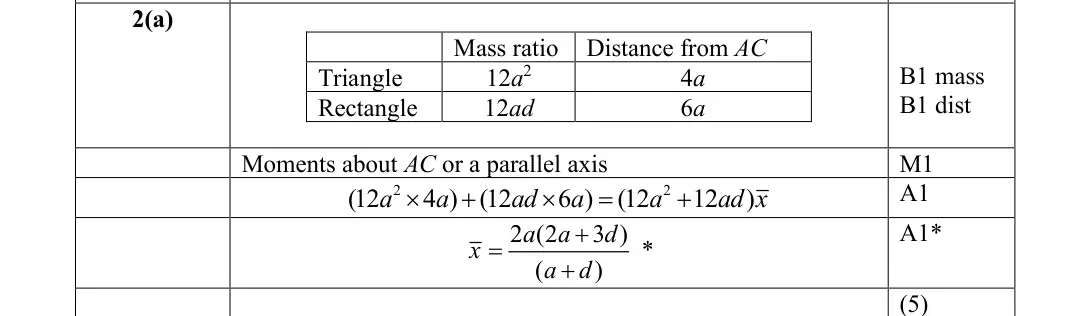 2(a)
Mass ratio Distance from AC
Triangle 12a² 4a
Rectangle 12ad 6a
B1 mass
B1 dist
Moments about AC or a parallel axis M1
(12a² × 4a) + (12ad × 6a) = (12a² + 12ad)x̅ A1
x̅ = 2a(2a + 3d) / (a + d) * A1*
(5)